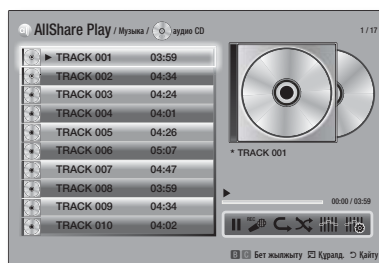 AllShare Play / Музыка / аудио CD 1 / 17
TRACK 001 03:59
TRACK 002 04:34
TRACK 003 04:24
TRACK 004 04:01
TRACK 005 04:26
TRACK 006 05:07
TRACK 007 04:47
TRACK 008 03:59
TRACK 009 04:34
TRACK 010 04:02
* TRACK 001
00:00 / 03:59
REC
B C Бет жылжыту Құралд. Қайту